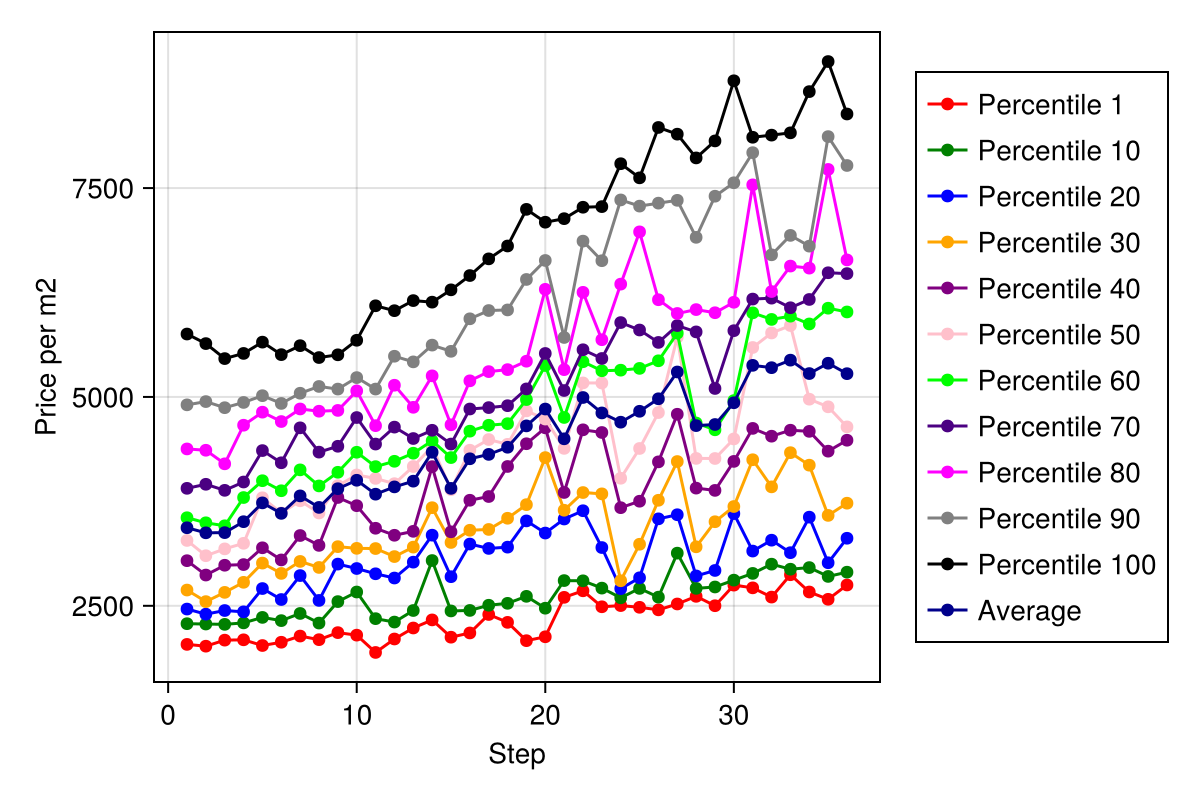 Price per m2
7500
5000
2500
0 10 20 30
Step
Percentile 1
Percentile 10
Percentile 20
Percentile 30
Percentile 40
Percentile 50
Percentile 60
Percentile 70
Percentile 80
Percentile 90
Percentile 100
Average